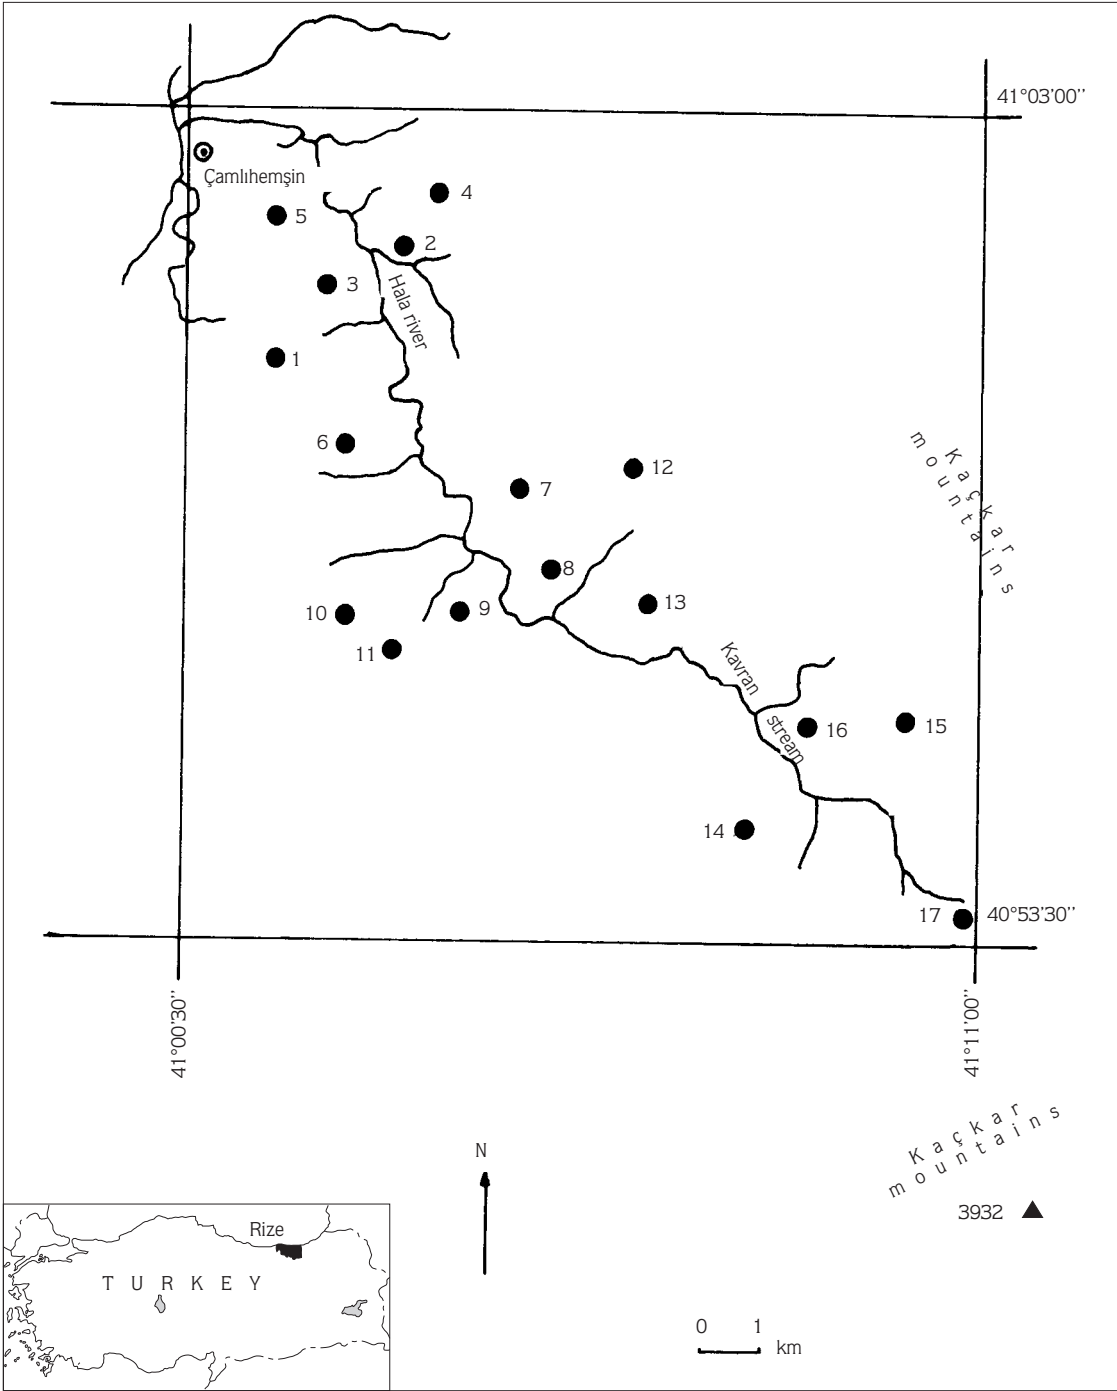 41°03'00''
Çamlıhemşin
4
5
2
3
Hala river
1
6
12
7
Kaçkar
mountains
8
13
10
9
11
Kavran
stream
16
15
14
17
40°53'30''
41°00'30''
41°11'00''
Kaçkar
mountains
N
3932
Rize
TURKEY
0 1
km